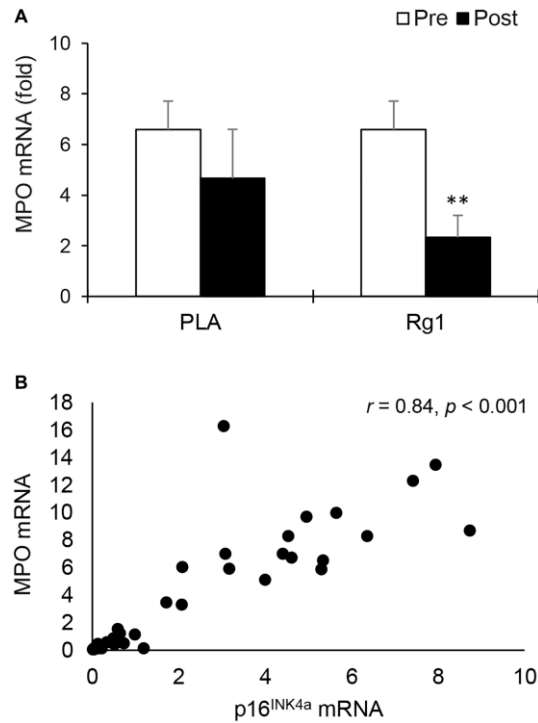 A
Pre Post
MPO mRNA (fold)
10
8
6
4
2
0
**
PLA Rg1
B
r = 0.84, p < 0.001
MPO mRNA
18
16
14
12
10
8
6
4
2
0
0 2 4 6 8 10
p16INK4a mRNA